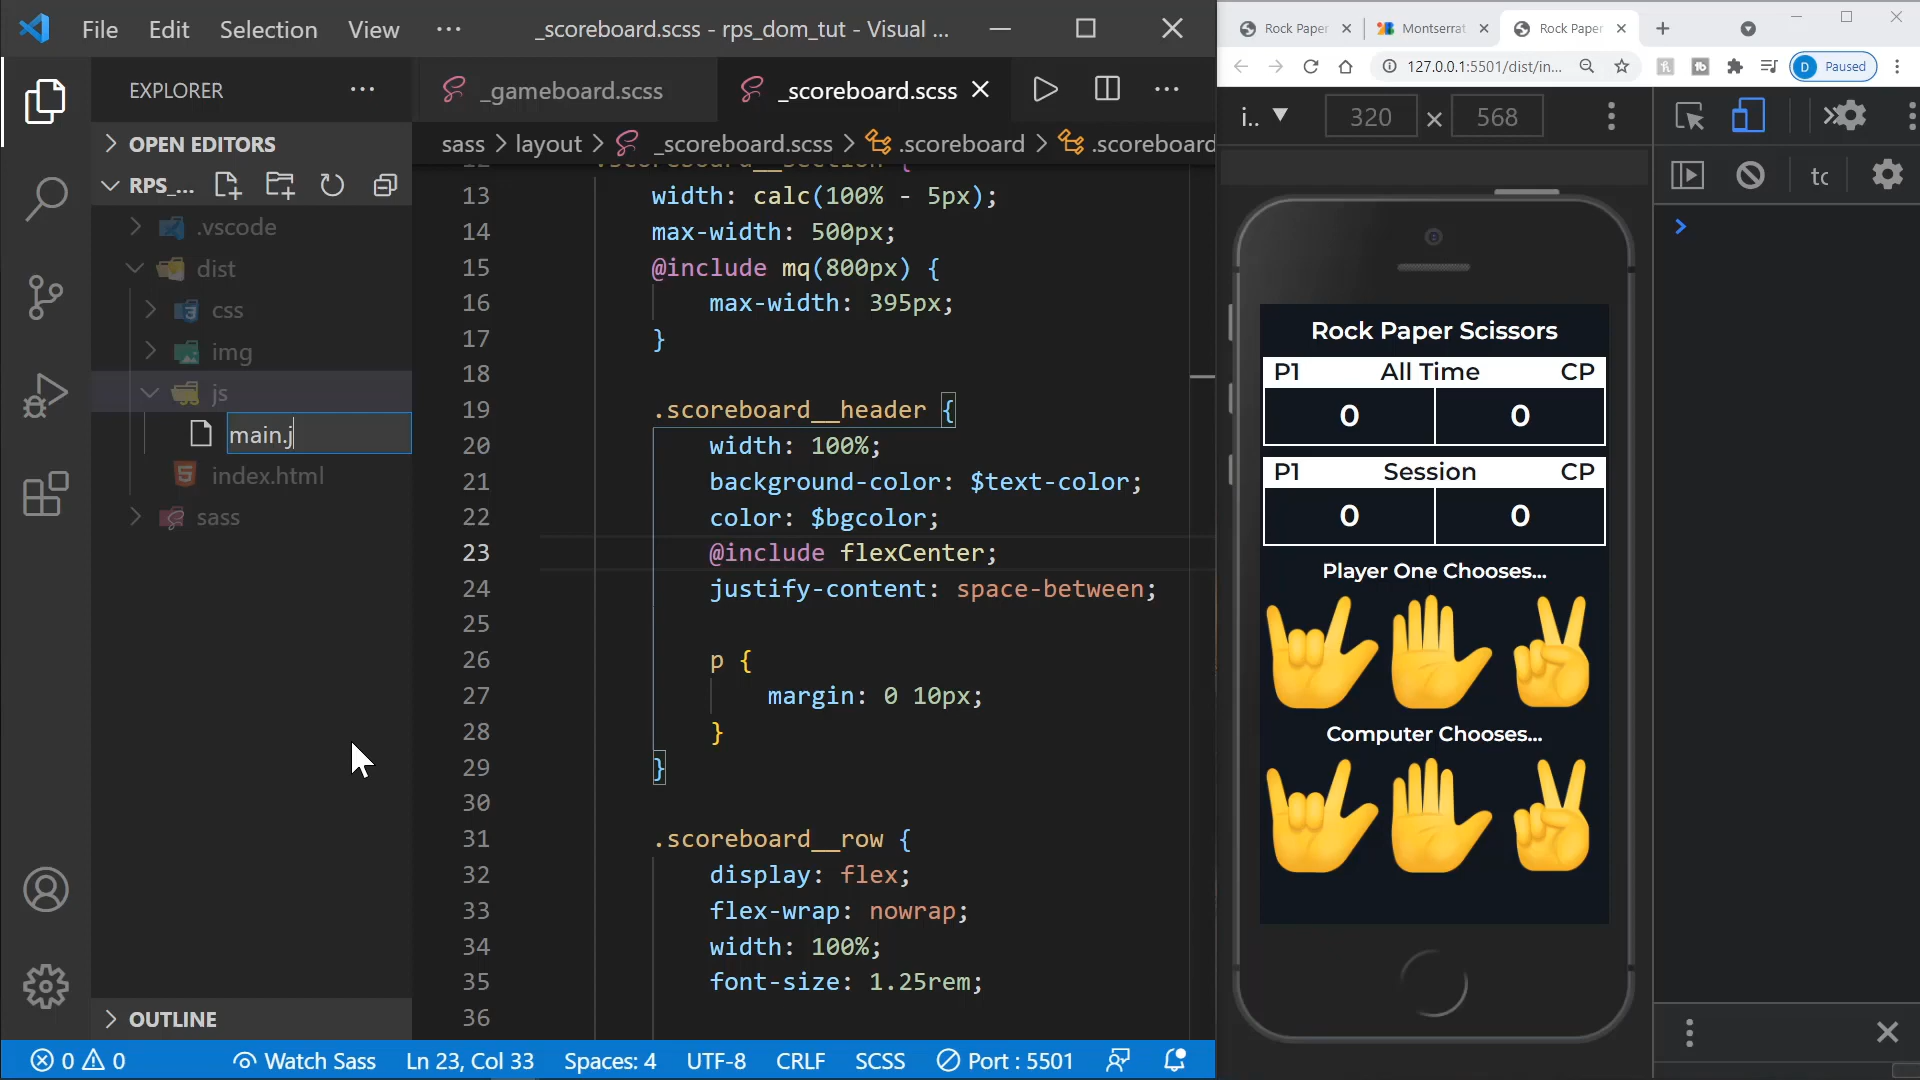 File Edit Selection View ··· _scoreboard.scss - rps_dom_tut - Visual ...
EXPLORER ···
OPEN EDITORS
RPS_...
.vscode
dist
css
img
js
main.j
index.html
sass
OUTLINE
_gameboard.scss
_scoreboard.scss
sass > layout > _scoreboard.scss > .scoreboard > .scoreboard
.scoreboard__section {
13 width: calc(100% - 5px);
14 max-width: 500px;
15 @include mq(800px) {
16 max-width: 395px;
17 }
18
19 .scoreboard__header {
20 width: 100%;
21 background-color: $text-color;
22 color: $bgcolor;
23 @include flexCenter;
24 justify-content: space-between;
25
26 p {
27 margin: 0 10px;
28 }
29 }
30
31 .scoreboard__row {
32 display: flex;
33 flex-wrap: nowrap;
34 width: 100%;
35 font-size: 1.25rem;
36
0 0 Watch Sass Ln 23, Col 33 Spaces: 4 UTF-8 CRLF SCSS Port : 5501
Rock Paper Montserrat Rock Paper
127.0.0.1:5501/dist/in... D Paused
i.. 320 × 568
tc
Rock Paper Scissors
P1 All Time CP
0 0
P1 Session CP
0 0
Player One Chooses...
Computer Chooses...